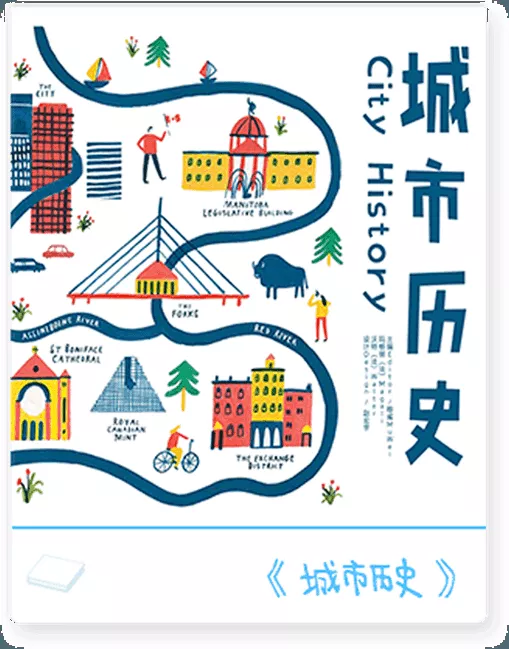 城市历史
City History
THE
CITY
MANITOBA
LEGISLATIVE BUILDING
THE
FORKS
ASSINIBOINE RIVER
RED RIVER
ST BONIFACE
CATHEDRAL
ROYAL
CANADIAN
MINT
THE EXCHANGE
DISTRICT
《城市历史》